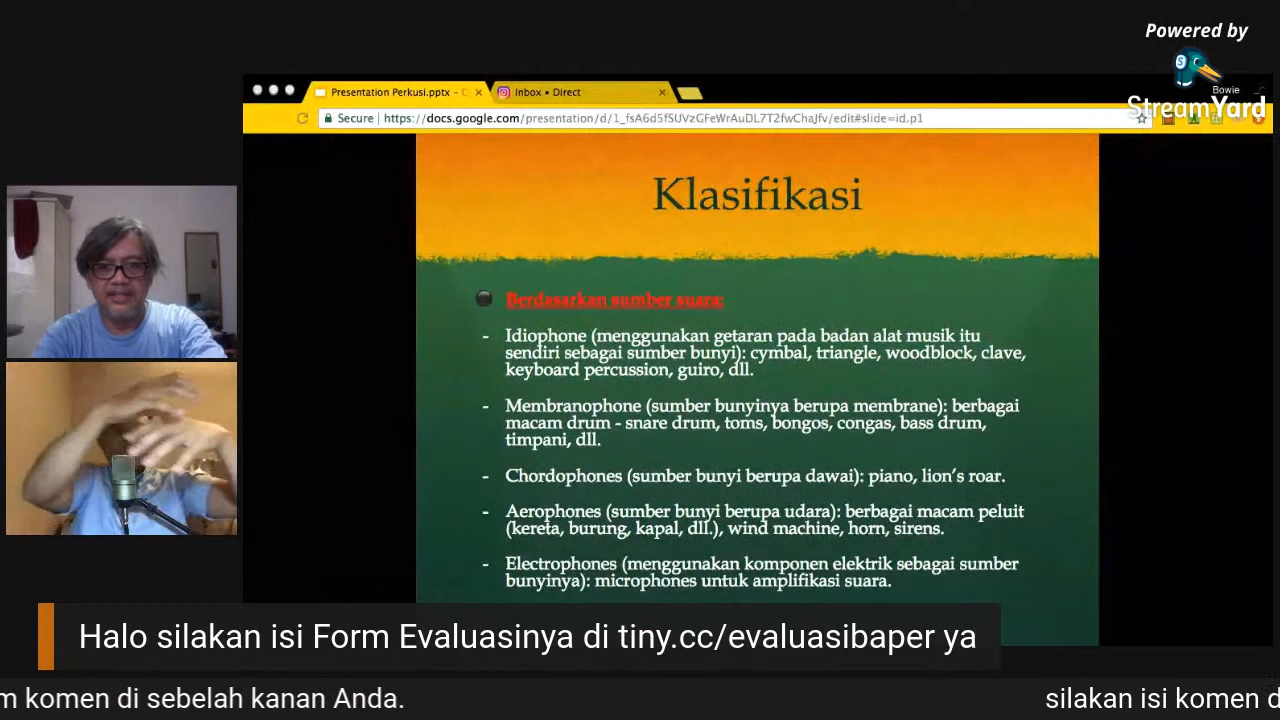 Powered by
Bowie
StreamYard
Presentation Perkusi.pptx - G
Inbox • Direct
Secure | https://docs.google.com/presentation/d/1_fsA6d5fSUVzGFeWrAuDL7T2fwChaJfv/edit#slide=id.p1
Klasifikasi
Berdasarkan sumber suara:
- Idiophone (menggunakan getaran pada badan alat musik itu
sendiri sebagai sumber bunyi): cymbal, triangle, woodblock, clave,
keyboard percussion, guiro, dll.
- Membranophone (sumber bunyinya berupa membrane): berbagai
macam drum - snare drum, toms, bongos, congas, bass drum,
timpani, dll.
- Chordophones (sumber bunyi berupa dawai): piano, lion's roar.
- Aerophones (sumber bunyi berupa udara): berbagai macam peluit
(kereta, burung, kapal, dll.), wind machine, horn, sirens.
- Electrophones (menggunakan komponen elektrik sebagai sumber
bunyinya): microphones untuk amplifikasi suara.
Halo silakan isi Form Evaluasinya di tiny.cc/evaluasibaper ya
m komen di sebelah kanan Anda.
silakan isi komen d